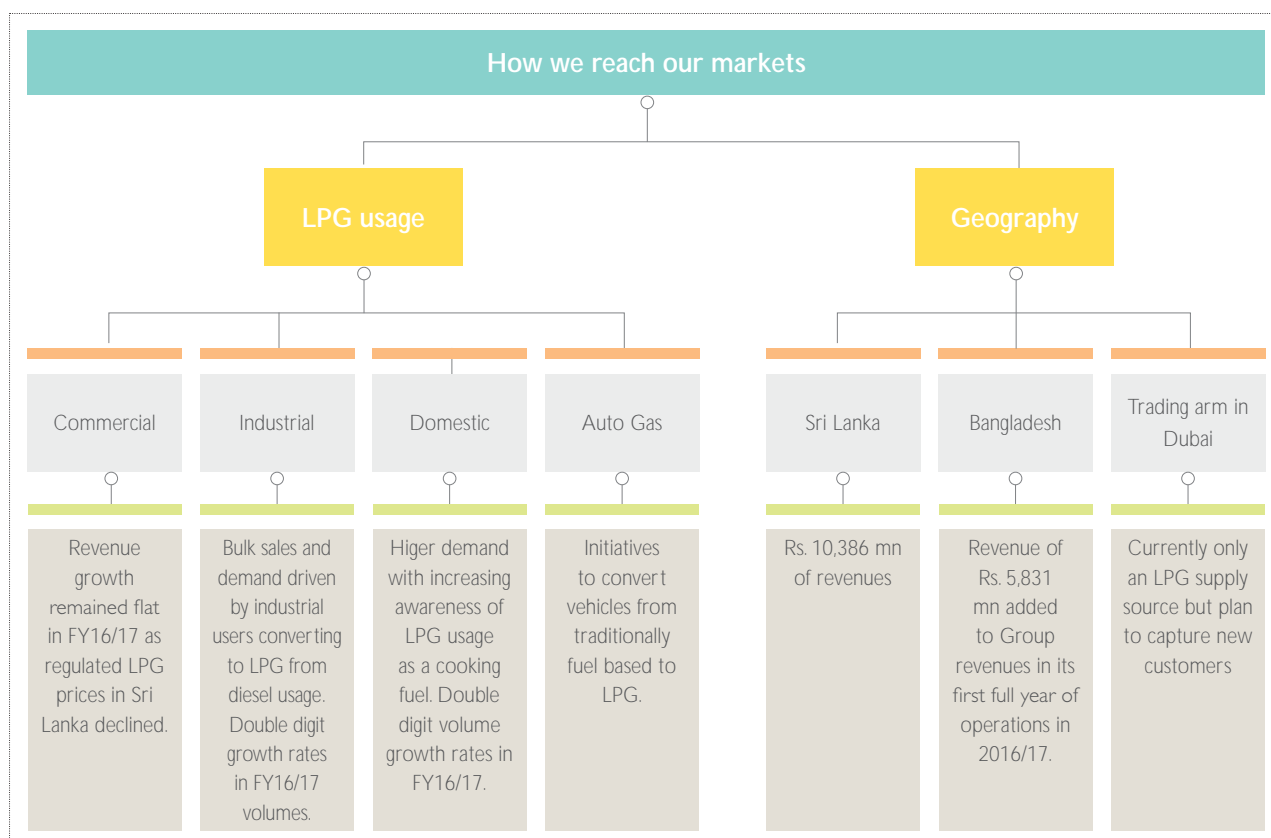 How we reach our markets
LPG usage
Geography
Commercial
Industrial
Domestic
Auto Gas
Sri Lanka
Bangladesh
Trading arm in
Dubai
Revenue
growth
remained flat
in FY16/17 as
regulated LPG
prices in Sri
Lanka declined.
Bulk sales and
demand driven
by industrial
users converting
to LPG from
diesel usage.
Double digit
growth rates
in FY16/17
volumes.
Higer demand
with increasing
awareness of
LPG usage
as a cooking
fuel. Double
digit volume
growth rates in
FY16/17.
Initiatives
to convert
vehicles from
traditionally
fuel based to
LPG.
Rs. 10,386 mn
of revenues
Revenue of
Rs. 5,831
mn added
to Group
revenues in its
first full year of
operations in
2016/17.
Currently only
an LPG supply
source but plan
to capture new
customers